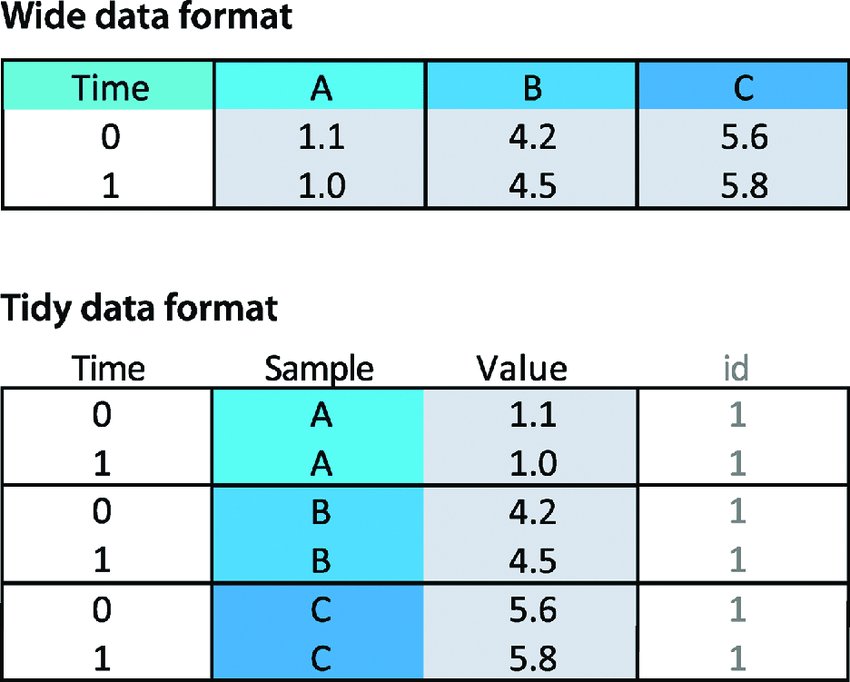 Wide data format
Time A B C
0 1.1 4.2 5.6
1 1.0 4.5 5.8
Tidy data format
Time Sample Value id
0 A 1.1 1
1 A 1.0 1
0 B 4.2 1
1 B 4.5 1
0 C 5.6 1
1 C 5.8 1